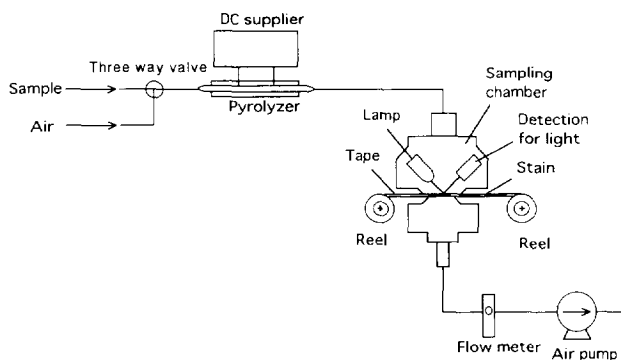 DC supplier
Three way valve
Sample
Pyrolyzer
Air
Sampling
chamber
Lamp
Detection
for light
Tape
Stain
Reel
Reel
Flow meter
Air pump